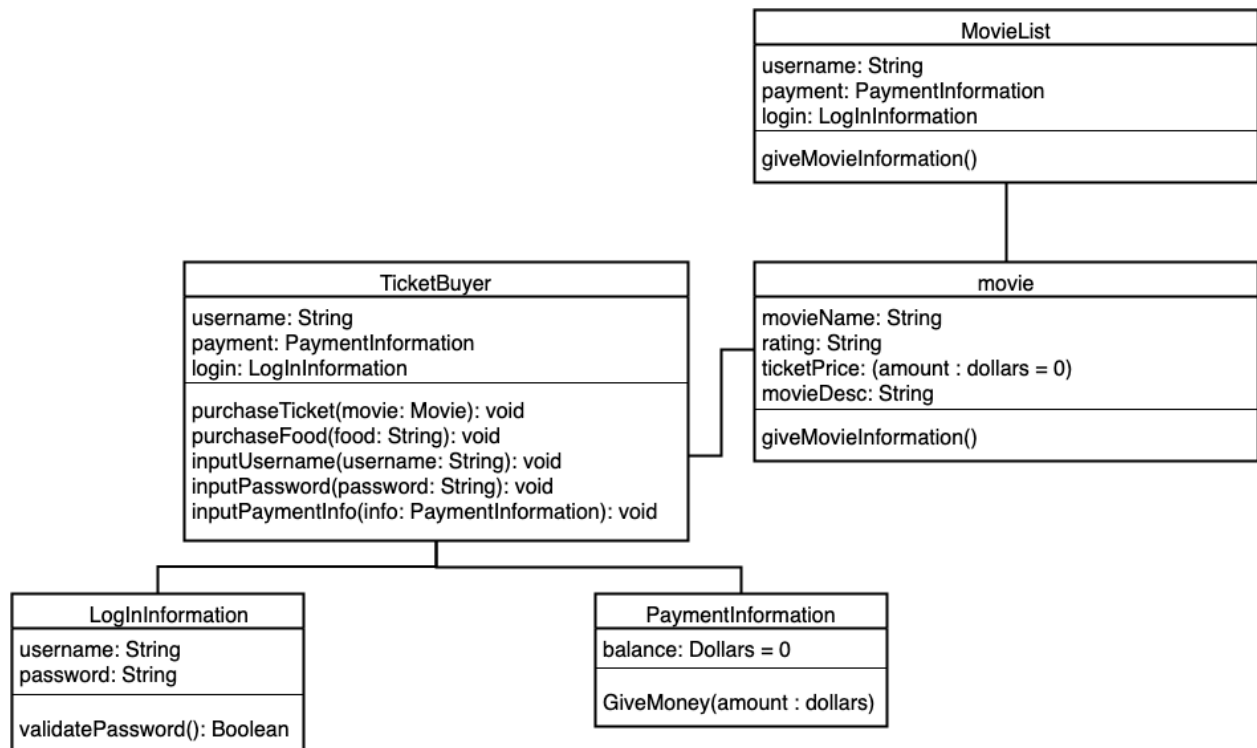 MovieList
username: String
payment: PaymentInformation
login: LogInInformation
giveMovieInformation()
TicketBuyer
username: String
payment: PaymentInformation
login: LogInInformation
purchaseTicket(movie: Movie): void
purchaseFood(food: String): void
inputUsername(username: String): void
inputPassword(password: String): void
inputPaymentInfo(info: PaymentInformation): void
movie
movieName: String
rating: String
ticketPrice: (amount : dollars = 0)
movieDesc: String
giveMovieInformation()
LogInInformation
username: String
password: String
validatePassword(): Boolean
PaymentInformation
balance: Dollars = 0
GiveMoney(amount : dollars)